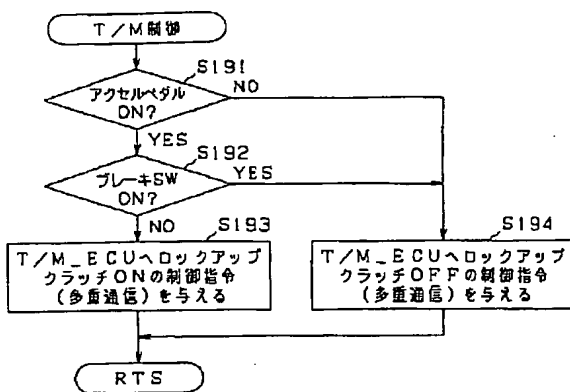 T/M制御
S191
アクセルペダル
ON?
NO
YES
S192
ブレーキSW
ON?
YES
NO
S193
T/M_ECUへロックアップ
クラッチONの制御指令
(多重通信)を与える
S194
T/M_ECUへロックアップ
クラッチOFFの制御指令
(多重通信)を与える
RTS